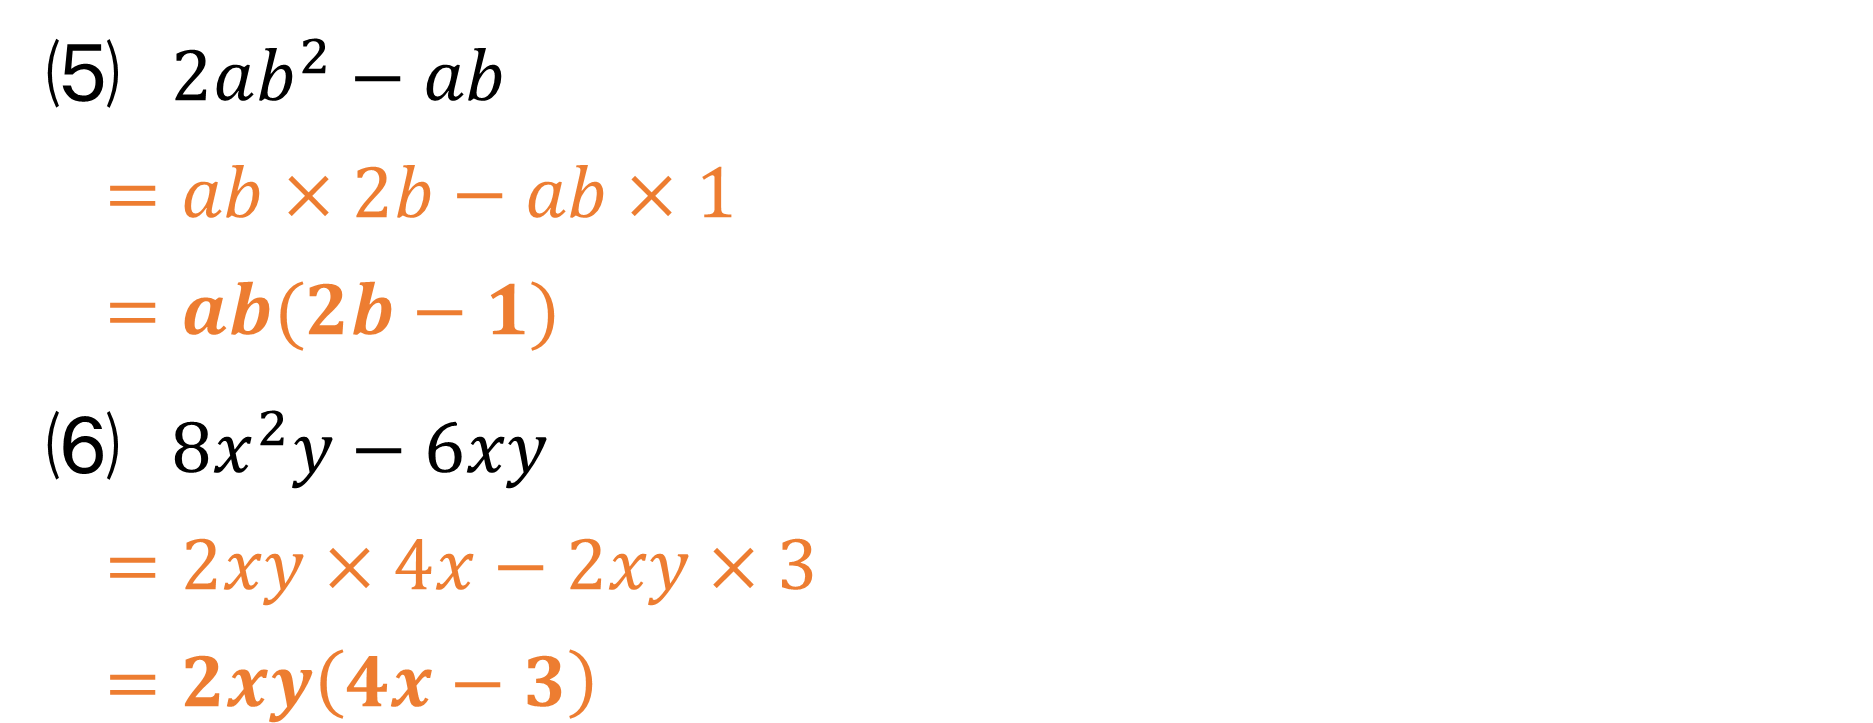 (5) 2ab² − ab
= ab × 2b − ab × 1
= ab(2b − 1)
(6) 8x²y − 6xy
= 2xy × 4x − 2xy × 3
= 2xy(4x − 3)